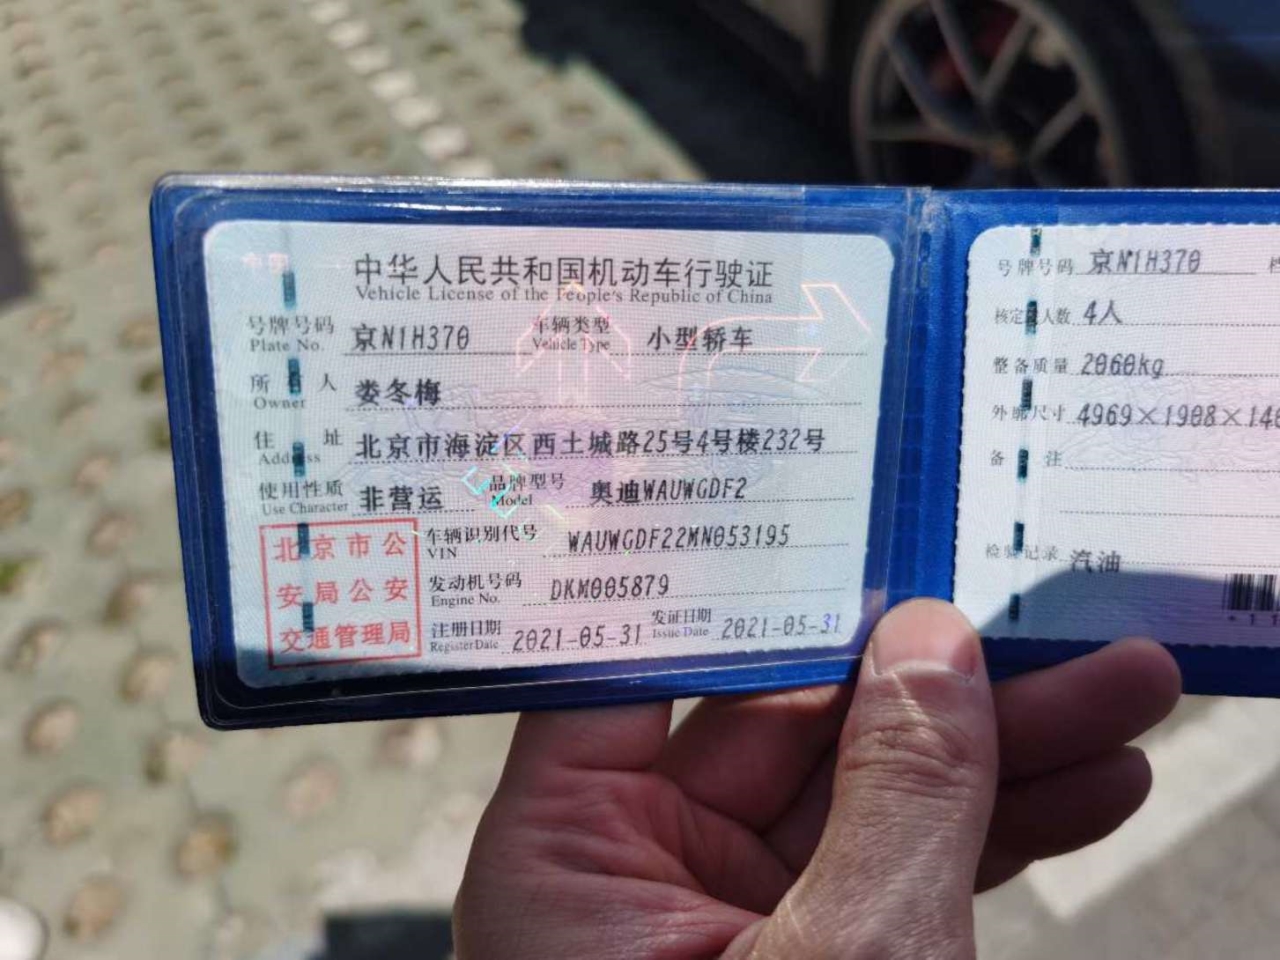 中华人民共和国机动车行驶证
Vehicle License of the People's Republic of China
号牌号码 京N1H370 车辆类型 小型轿车
Plate No. Vehicle Type
所有人 娄冬梅
Owner
住址 北京市海淀区西土城路25号4号楼232号
Address
使用性质 非营运 品牌型号 奥迪WAUWGDF2
Use Character Model
车辆识别代号 WAUWGDF22MN053195
VIN
发动机号码 DKM005879
Engine No.
注册日期 2021-05-31 发证日期 2021-05-31
Register Date Issue Date
北京市公
安局公安
交通管理局
号牌号码 京N1H370
核定载人数 4人
整备质量 2060kg
外廓尺寸 4969×1908×14
备注
检验记录 汽油
*11